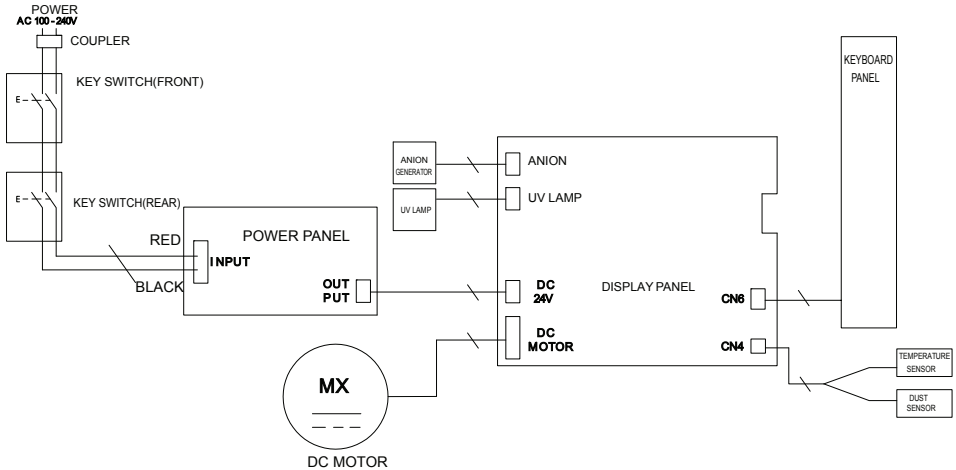 POWER
AC 100-240V
COUPLER
KEY SWITCH(FRONT)
E
KEY SWITCH(REAR)
E
RED
BLACK
POWER PANEL
INPUT
OUT
PUT
ANION
GENERATOR
UV LAMP
ANION
UV LAMP
DC
24V
DC
MOTOR
DISPLAY PANEL
CN6
CN4
KEYBOARD
PANEL
TEMPERATURE
SENSOR
DUST
SENSOR
MX
DC MOTOR